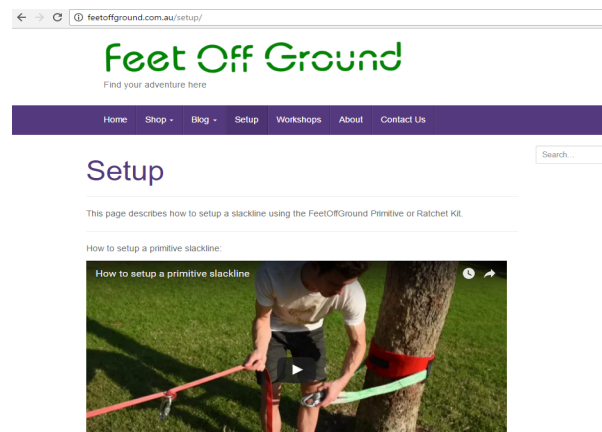 feetoffground.com.au/setup/
Feet Off Ground
Find your adventure here
Home Shop Blog Setup Workshops About Contact Us
Search...
Setup
This page describes how to setup a slackline using the FeetOffGround Primitive or Ratchet Kit.
How to setup a primitive slackline:
How to setup a primitive slackline